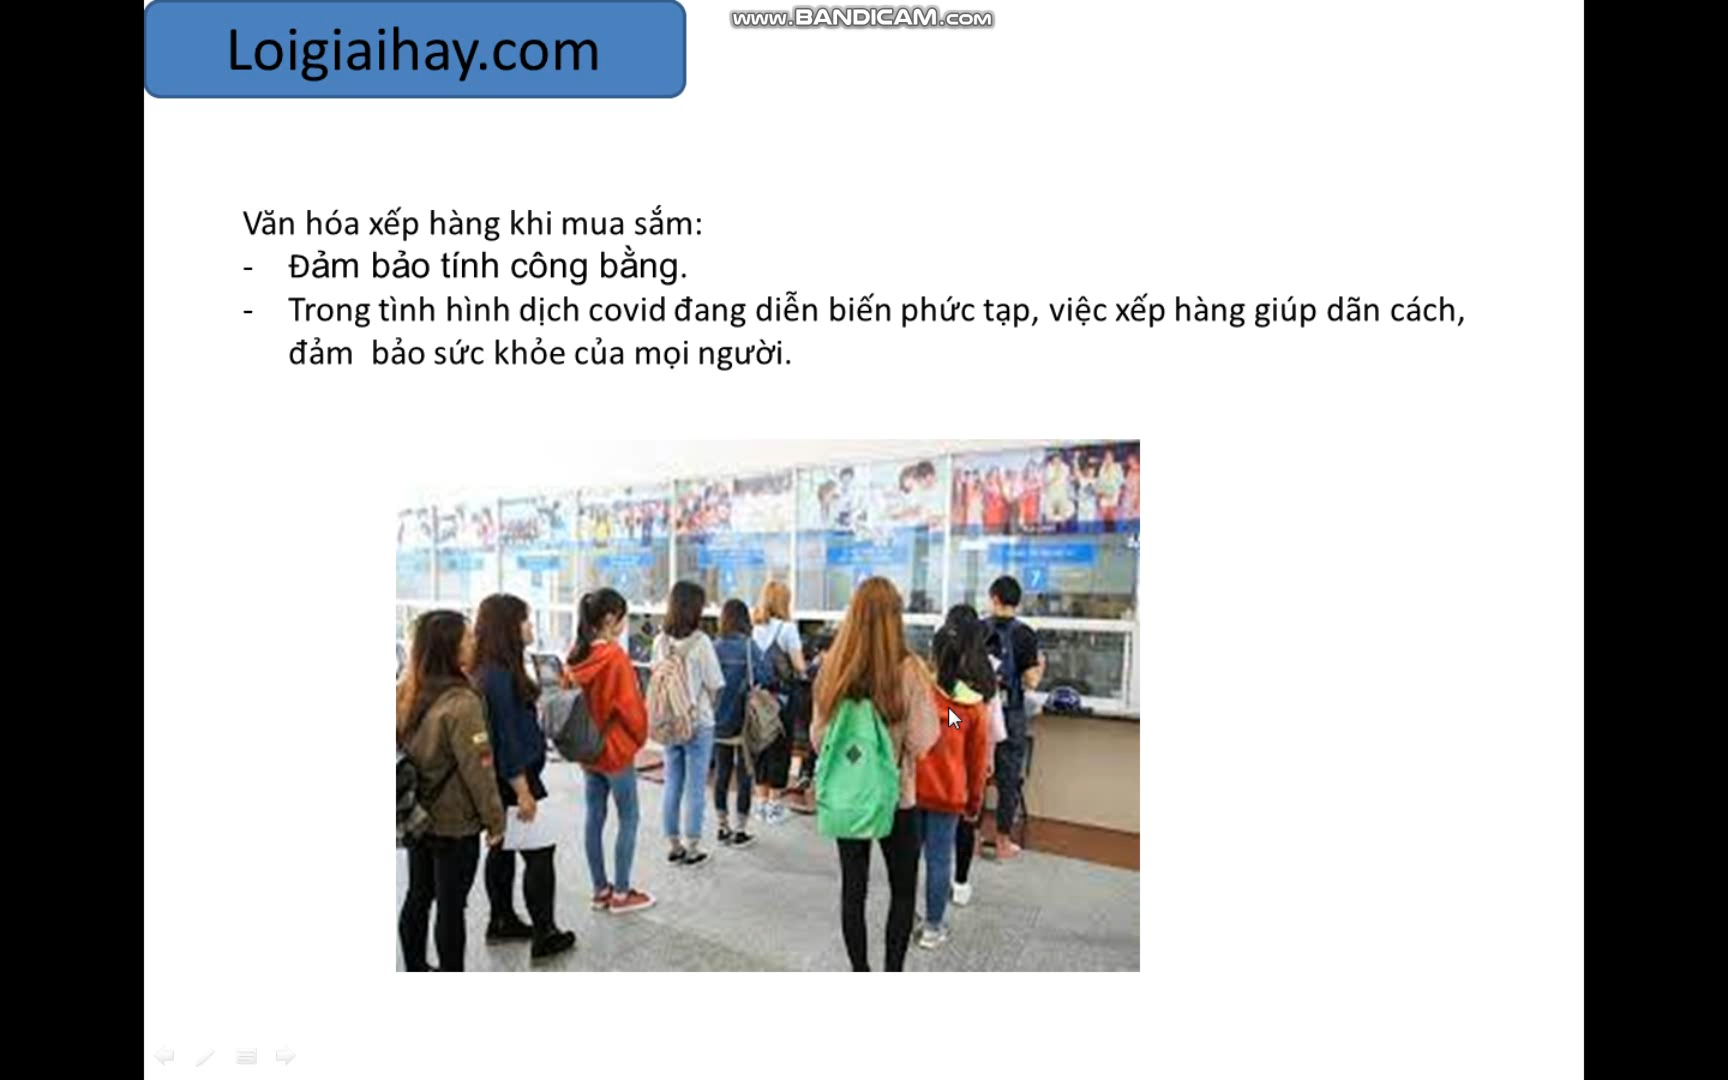 Loigiaihay.com
www.BANDICAM.com
Văn hóa xếp hàng khi mua sắm:
- Đảm bảo tính công bằng.
- Trong tình hình dịch covid đang diễn biến phức tạp, việc xếp hàng giúp dãn cách,
đảm bảo sức khỏe của mọi người.
7